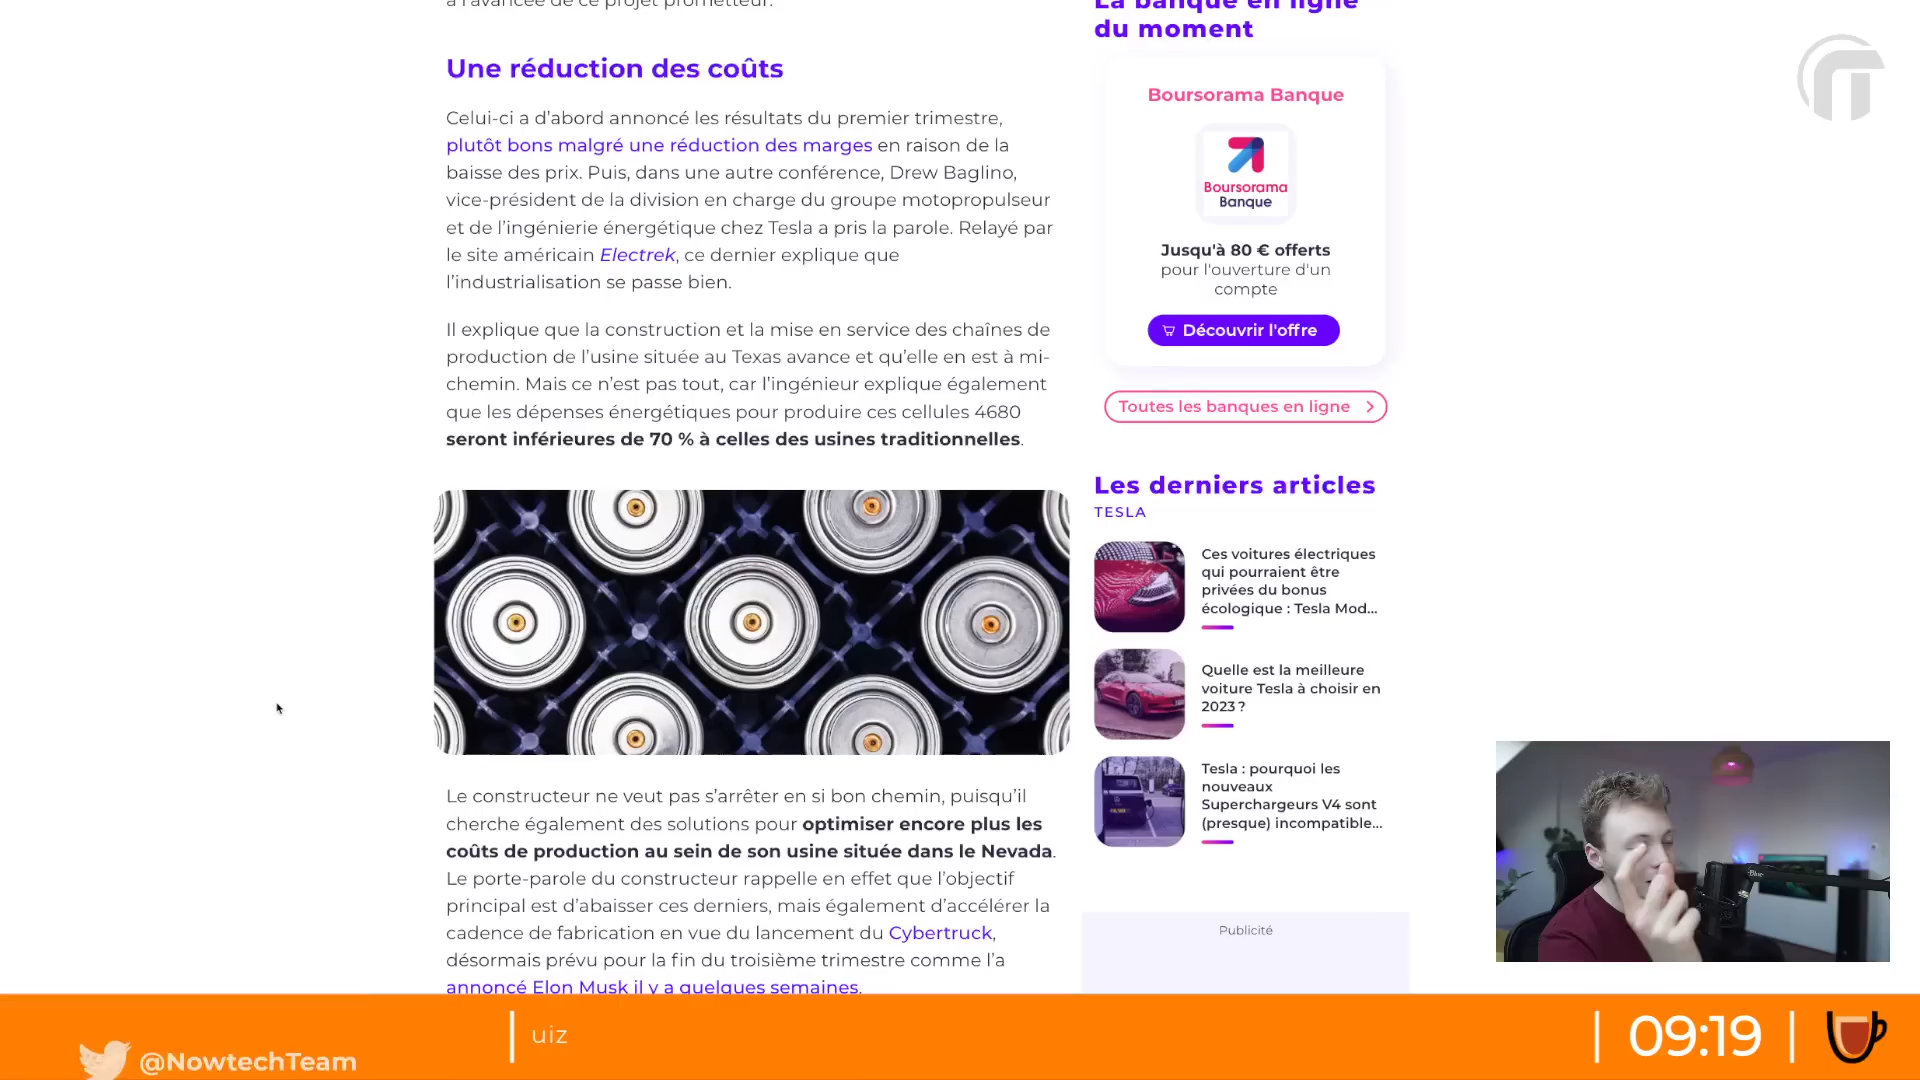 à l'avancée de ce projet prometteur.
Une réduction des coûts
Celui-ci a d'abord annoncé les résultats du premier trimestre,
plutôt bons malgré une réduction des marges en raison de la
baisse des prix. Puis, dans une autre conférence, Drew Baglino,
vice-président de la division en charge du groupe motopropulseur
et de l'ingénierie énergétique chez Tesla a pris la parole. Relayé par
le site américain Electrek, ce dernier explique que
l'industrialisation se passe bien.
Il explique que la construction et la mise en service des chaînes de
production de l'usine située au Texas avance et qu'elle en est à mi-
chemin. Mais ce n'est pas tout, car l'ingénieur explique également
que les dépenses énergétiques pour produire ces cellules 4680
seront inférieures de 70 % à celles des usines traditionnelles.
Le constructeur ne veut pas s'arrêter en si bon chemin, puisqu'il
cherche également des solutions pour optimiser encore plus les
coûts de production au sein de son usine située dans le Nevada.
Le porte-parole du constructeur rappelle en effet que l'objectif
principal est d'abaisser ces derniers, mais également d'accélérer la
cadence de fabrication en vue du lancement du Cybertruck,
désormais prévu pour la fin du troisième trimestre comme l'a
annoncé Elon Musk il y a quelques semaines.
La banque en ligne
du moment
Boursorama Banque
Boursorama
Banque
Jusqu'à 80 € offerts
pour l'ouverture d'un
compte
Découvrir l'offre
Toutes les banques en ligne
Les derniers articles
TESLA
Ces voitures électriques
qui pourraient être
privées du bonus
écologique : Tesla Mod...
Quelle est la meilleure
voiture Tesla à choisir en
2023 ?
Tesla : pourquoi les
nouveaux
Superchargeurs V4 sont
(presque) incompatible...
Publicité
Blue
@NowtechTeam
uiz
09:19